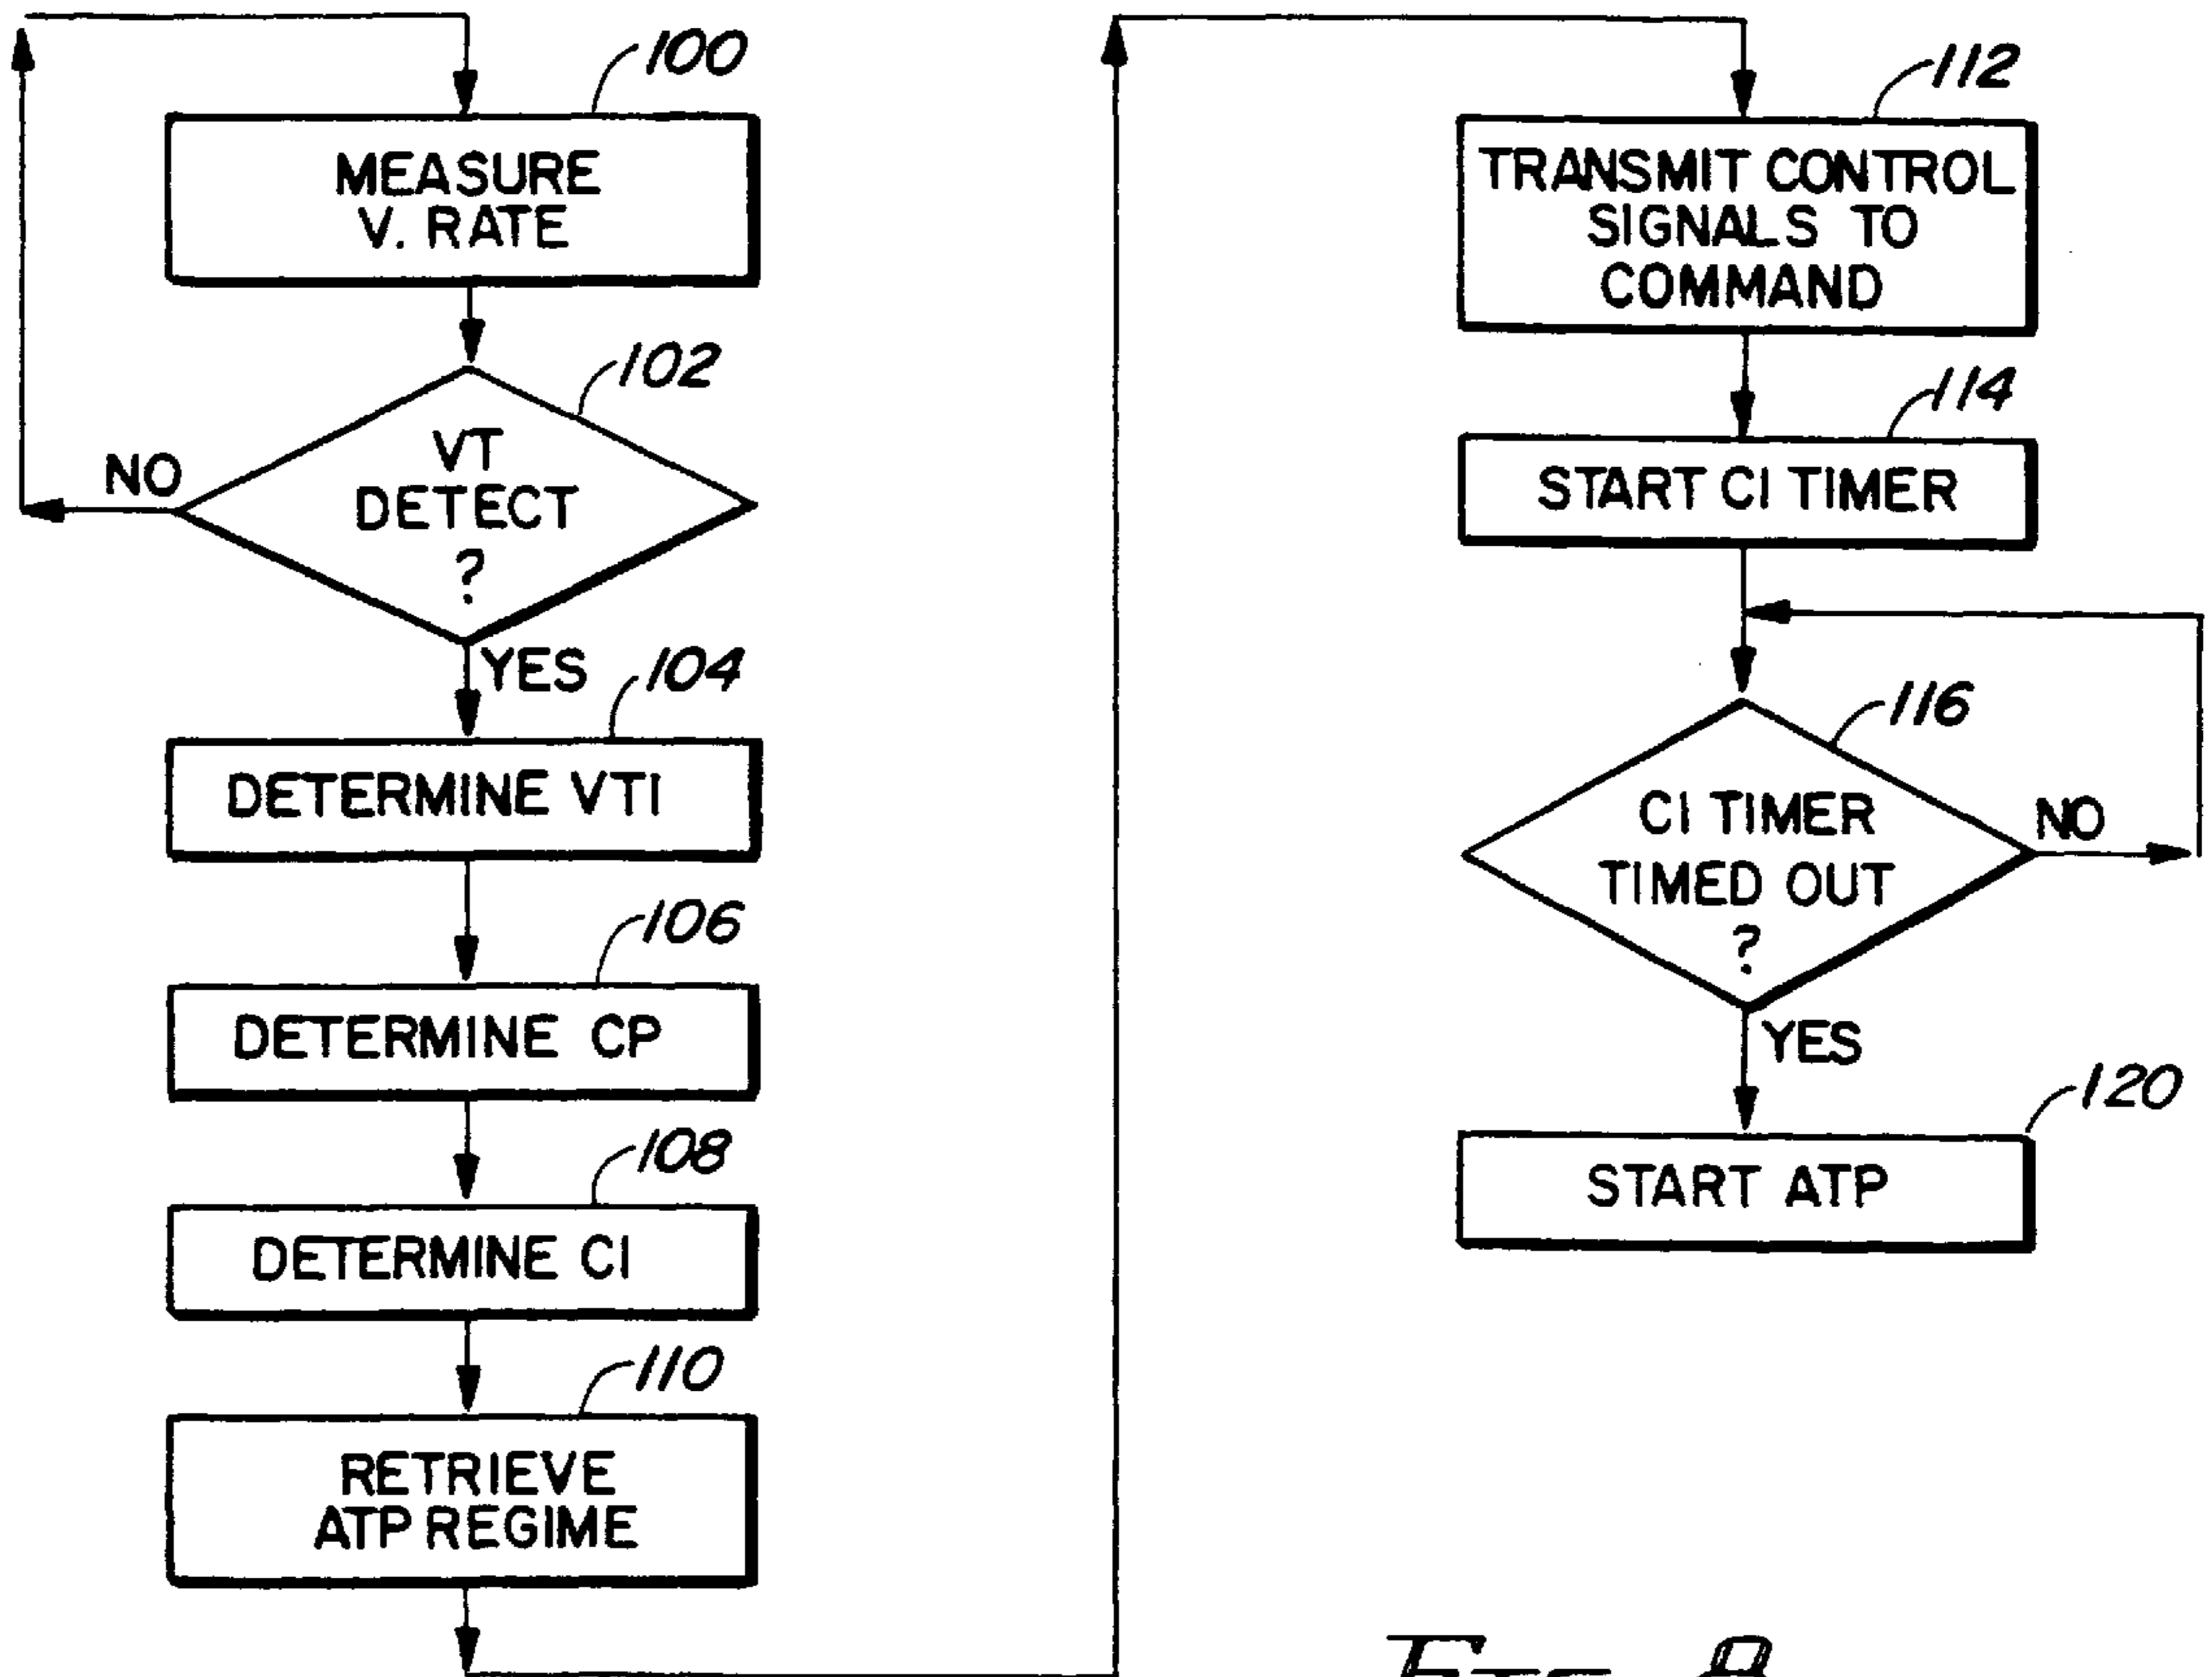 100
MEASURE
V. RATE
102
VT
DETECT
?
NO
YES
104
DETERMINE VTI
106
DETERMINE CP
108
DETERMINE CI
110
RETRIEVE
ATP REGIME
112
TRANSMIT CONTROL
SIGNALS TO
COMMAND
114
START CI TIMER
116
CI TIMER
TIMED OUT
?
NO
YES
120
START ATP
FIG. 8